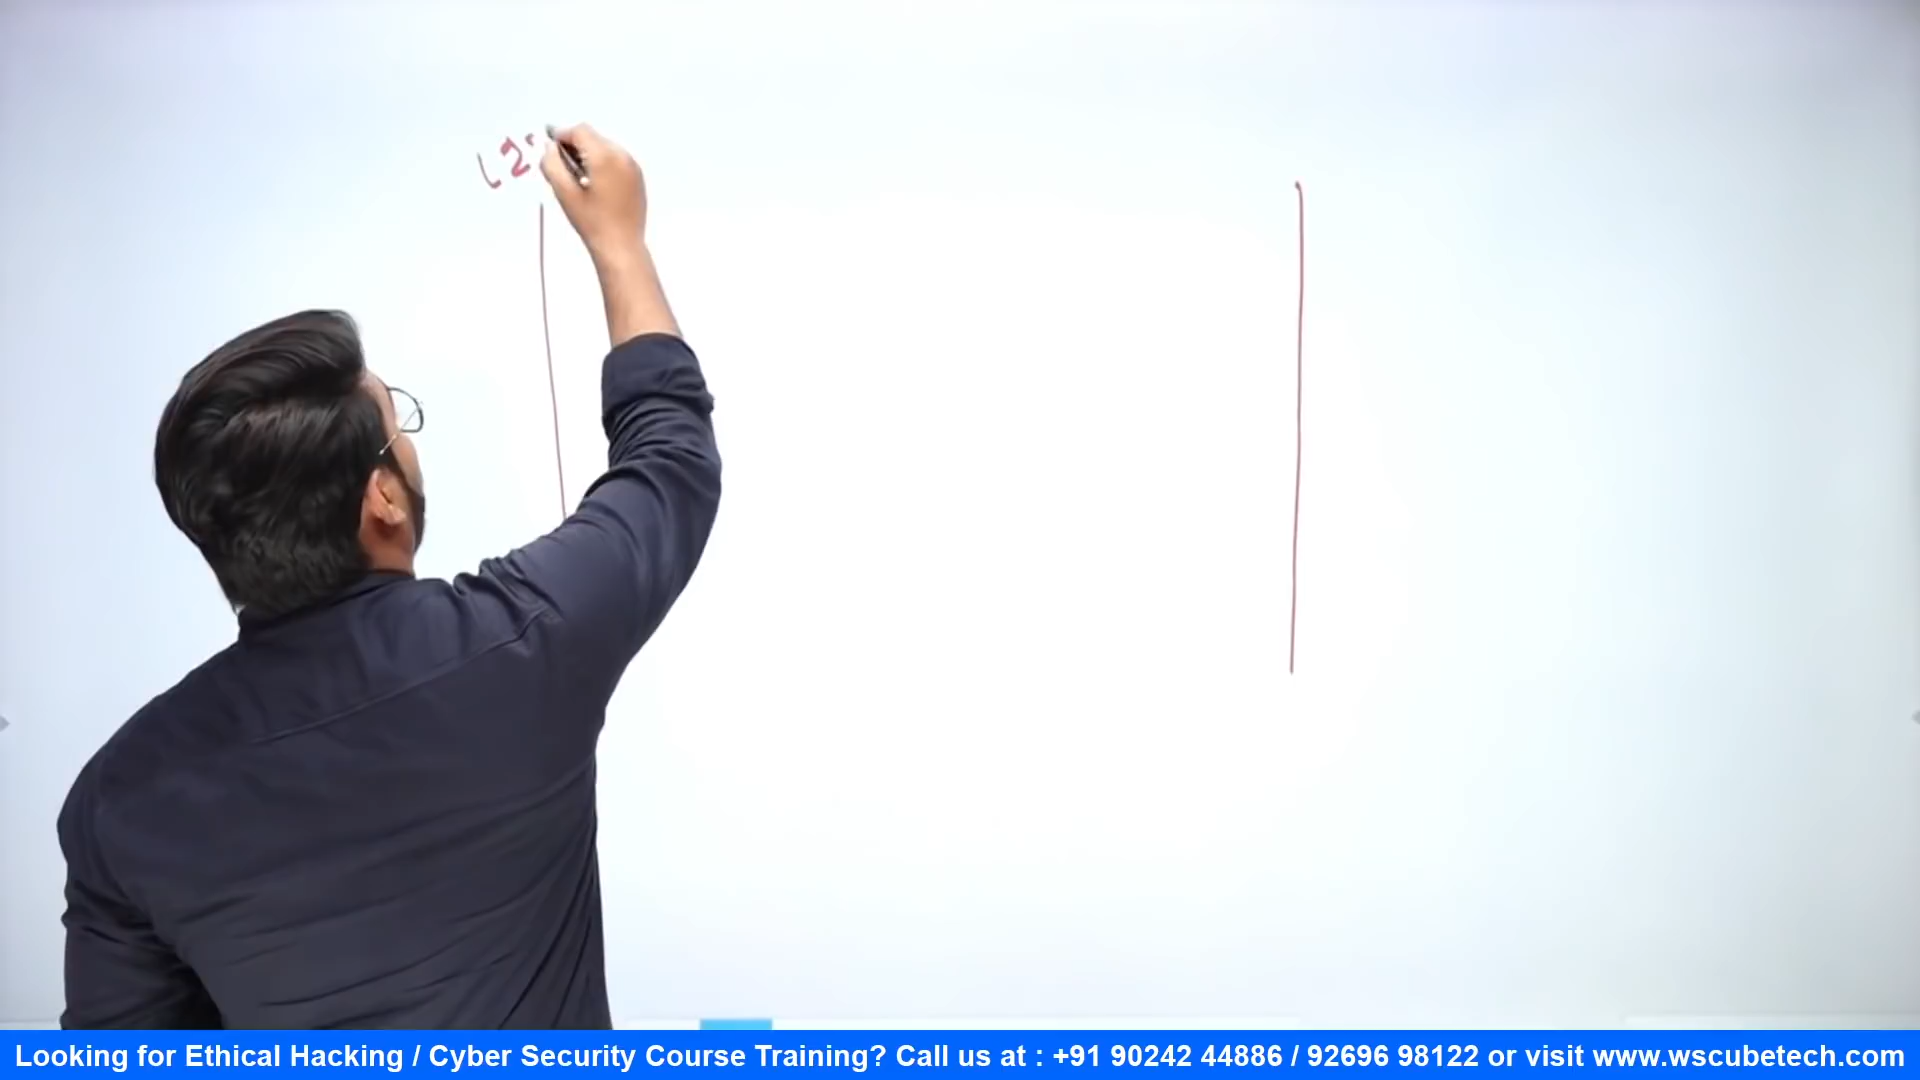 Looking for Ethical Hacking / Cyber Security Course Training? Call us at : +91 90242 44886 / 92696 98122 or visit www.wscubetech.com